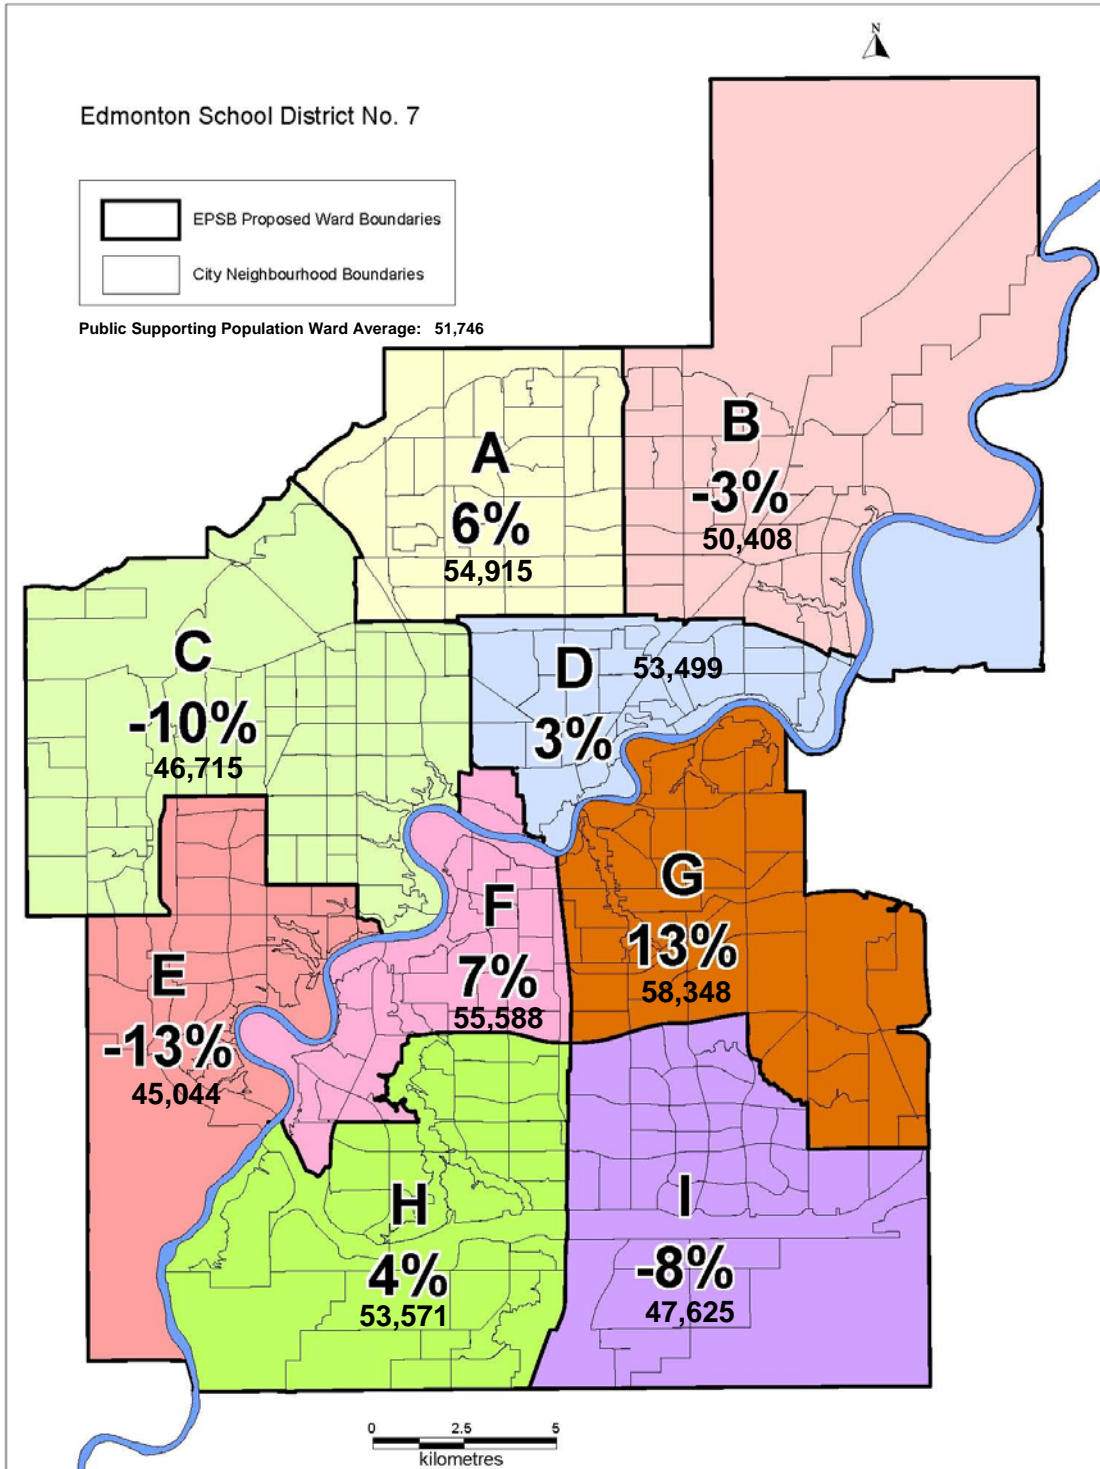 N
Edmonton School District No. 7
EPSB Proposed Ward Boundaries
City Neighbourhood Boundaries
Public Supporting Population Ward Average: 51,746
A
6%
54,915
B
-3%
50,408
C
-10%
46,715
D
53,499
3%
E
-13%
45,044
F
7%
55,588
G
13%
58,348
H
4%
53,571
I
-8%
47,625
0 2.5 5
kilometres